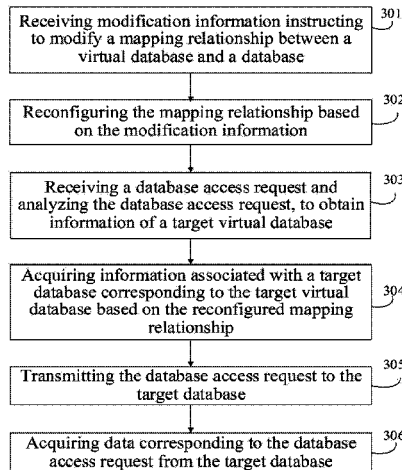 Receiving modification information instructing
to modify a mapping relationship between a
virtual database and a database
301
Reconfiguring the mapping relationship based
on the modification information
302
Receiving a database access request and
analyzing the database access request, to obtain
information of a target virtual database
303
Acquiring information associated with a target
database corresponding to the target virtual
database based on the reconfigured mapping
relationship
304
Transmitting the database access request to the
target database
305
Acquiring data corresponding to the database
access request from the target database
306